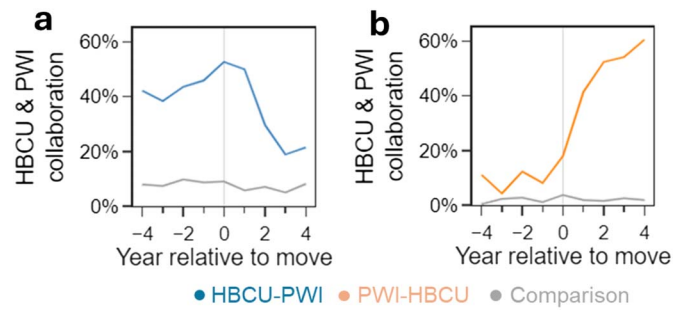 a
HBCU & PWI
collaboration
60%
40%
20%
0%
−4
−2
0
2
4
Year relative to move
b
HBCU & PWI
collaboration
60%
40%
20%
0%
−4
−2
0
2
4
Year relative to move
HBCU-PWI
PWI-HBCU
Comparison